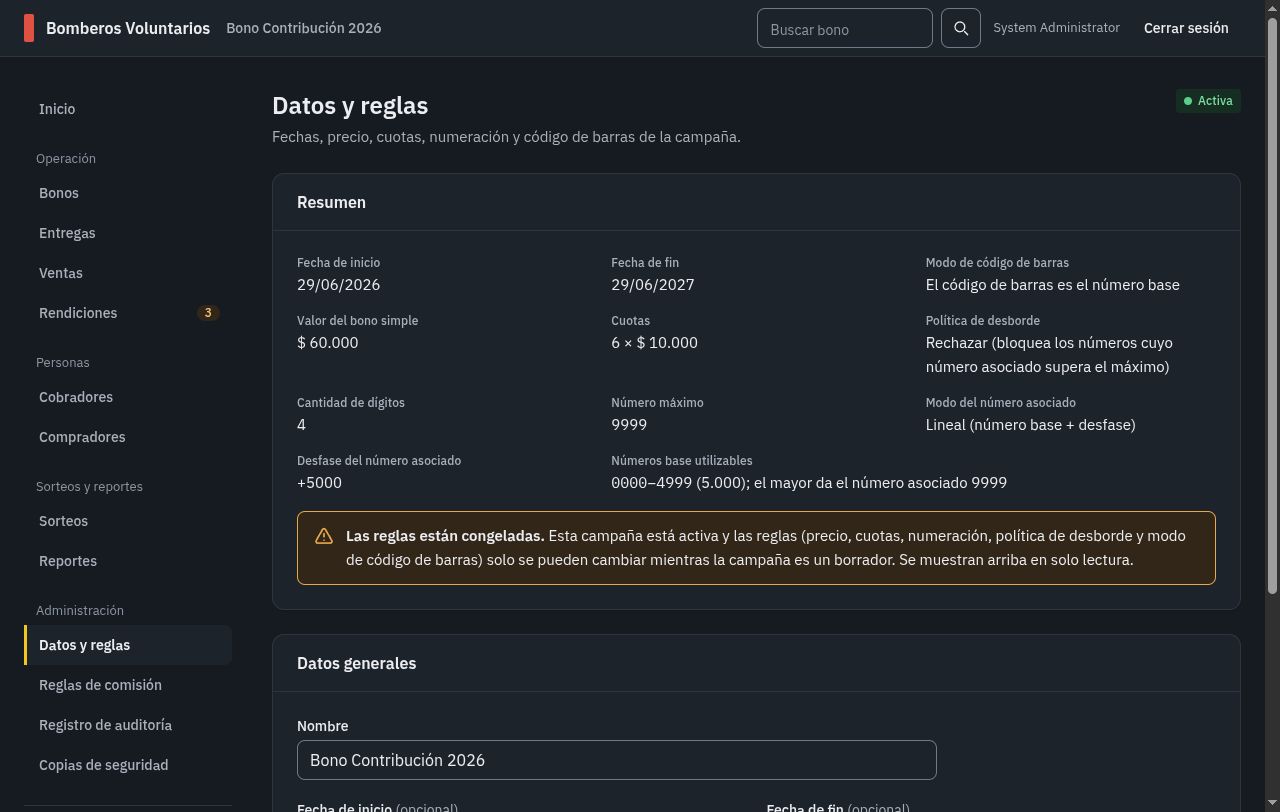 Bomberos Voluntarios
Bono Contribución 2026
Buscar bono
System Administrator
Cerrar sesión
Inicio
Operación
Bonos
Entregas
Ventas
Rendiciones 3
Personas
Cobradores
Compradores
Sorteos y reportes
Sorteos
Reportes
Administración
Datos y reglas
Reglas de comisión
Registro de auditoría
Copias de seguridad
Datos y reglas
Activa
Fechas, precio, cuotas, numeración y código de barras de la campaña.
Resumen
Fecha de inicio
29/06/2026
Fecha de fin
29/06/2027
Modo de código de barras
El código de barras es el número base
Valor del bono simple
$ 60.000
Cuotas
6 × $ 10.000
Política de desborde
Rechazar (bloquea los números cuyo
número asociado supera el máximo)
Cantidad de dígitos
4
Número máximo
9999
Modo del número asociado
Lineal (número base + desfase)
Desfase del número asociado
+5000
Números base utilizables
0000–4999 (5.000); el mayor da el número asociado 9999
Las reglas están congeladas. Esta campaña está activa y las reglas (precio, cuotas, numeración, política de desborde y modo
de código de barras) solo se pueden cambiar mientras la campaña es un borrador. Se muestran arriba en solo lectura.
Datos generales
Nombre
Bono Contribución 2026
Fecha de inicio (opcional)
Fecha de fin (opcional)